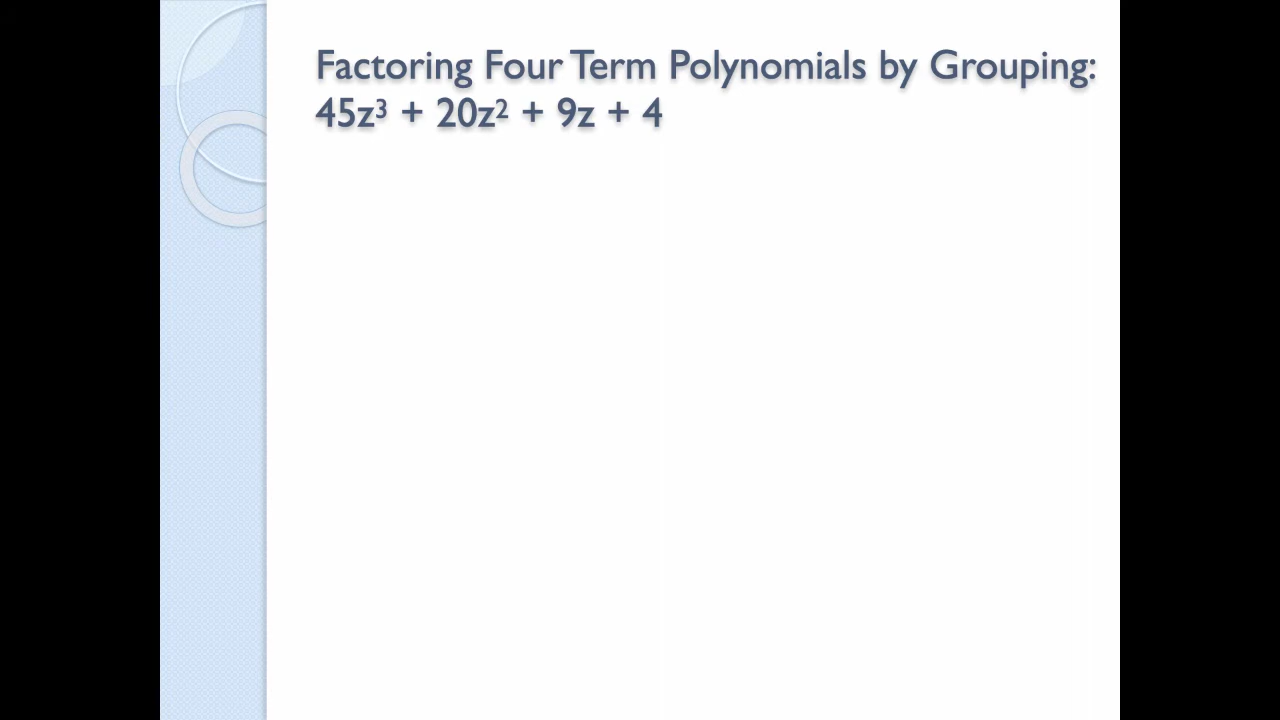 Factoring Four Term Polynomials by Grouping:
45z³ + 20z² + 9z + 4